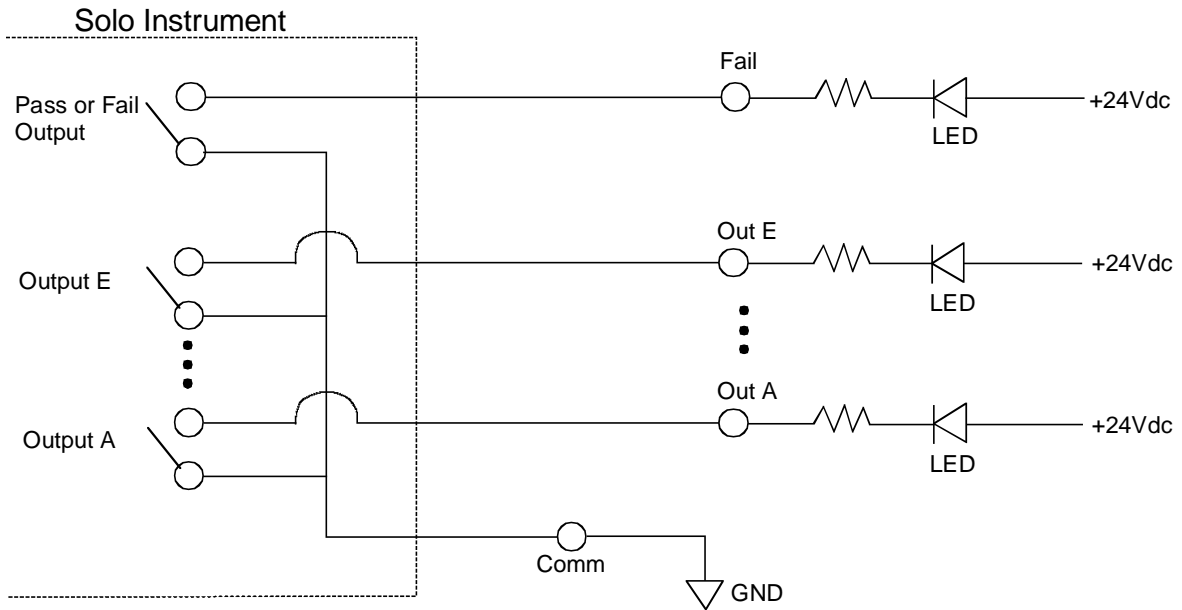 Solo Instrument
Fail
Pass or Fail
Output
+24Vdc
LED
Out E
Output E
+24Vdc
LED
Out A
Output A
+24Vdc
LED
Comm
GND